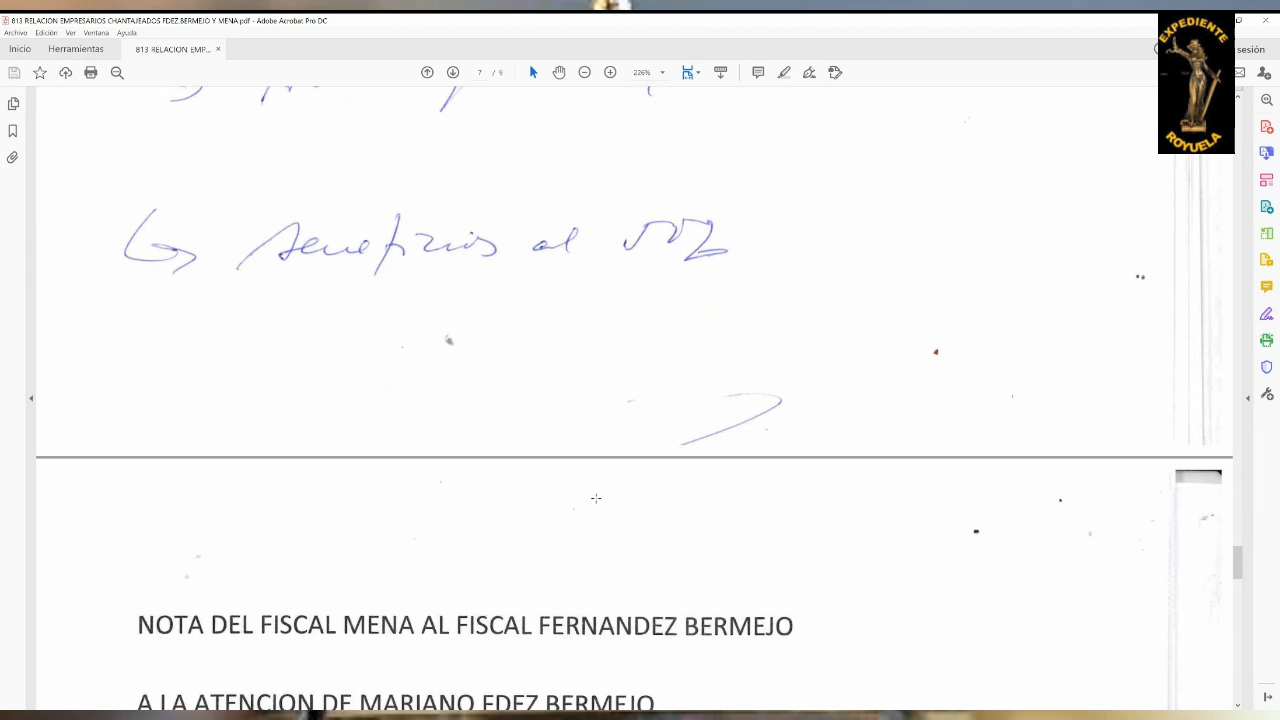 813 RELACION EMPRESARIOS CHANTAJEADOS FDEZ.BERMEJO Y MENA.pdf - Adobe Acrobat Pro DC
Archivo Edición Ver Ventana Ayuda
Inicio Herramientas 813 RELACION EMP... ×
sesión
7 / 9 226%
EXPEDIENTE
ROYUELA
Beneficios al
NOTA DEL FISCAL MENA AL FISCAL FERNANDEZ BERMEJO
A LA ATENCION DE MARIANO FDEZ BERMEJO